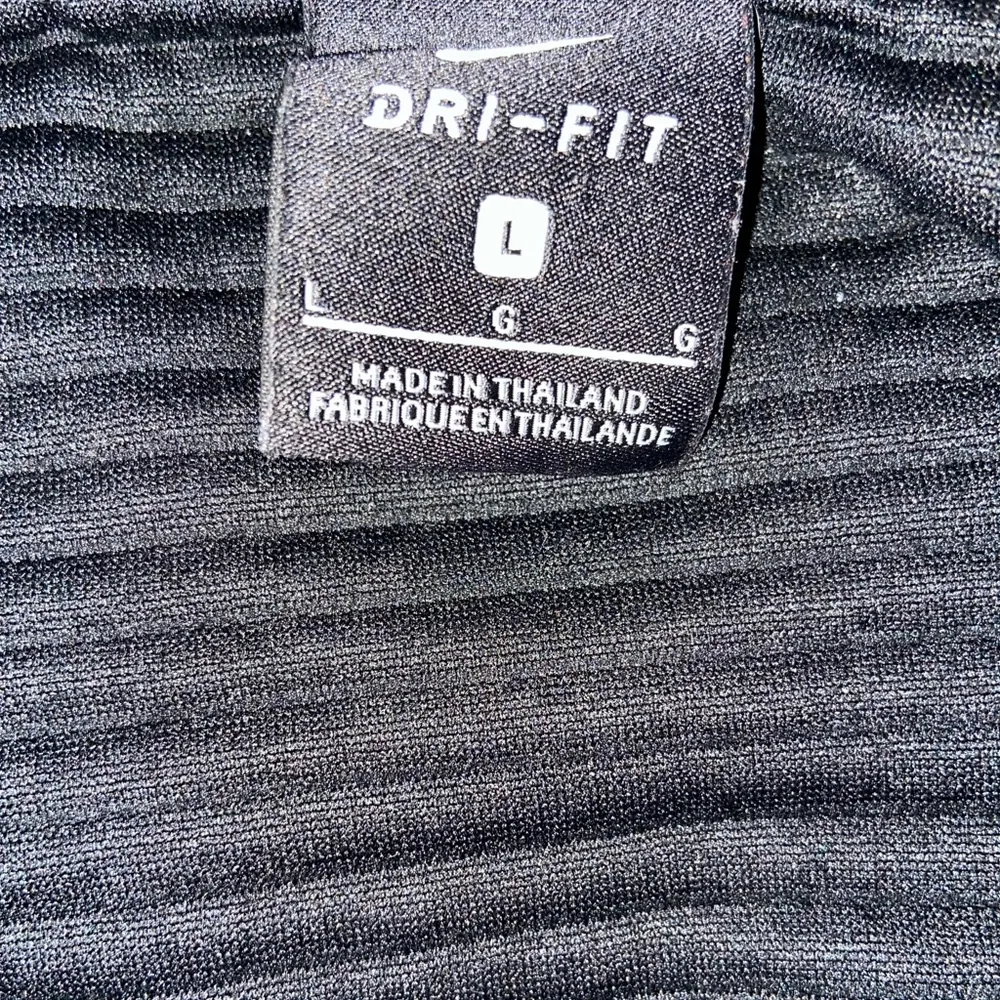 DRI-FIT
L
L G G
MADE IN THAILAND
FABRIQUE EN THAILANDE